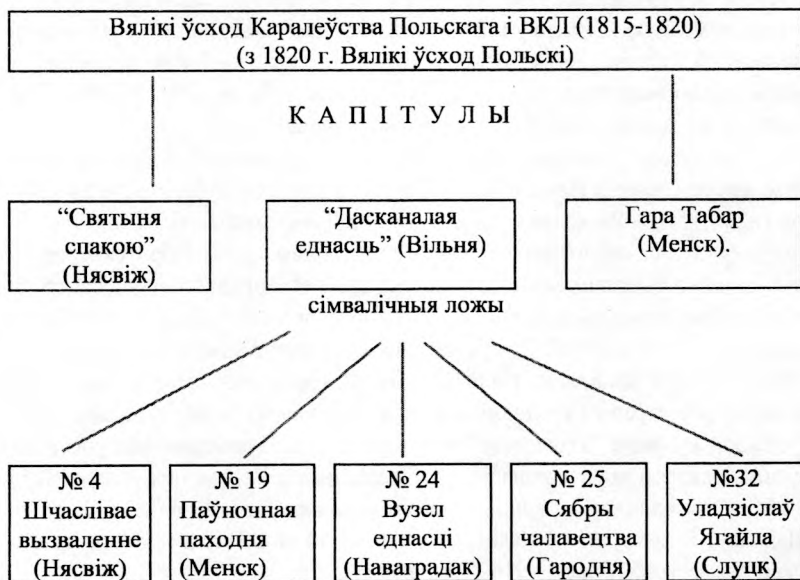 Вялікі ўсход Каралеўства Польскага і ВКЛ (1815-1820)
(з 1820 г. Вялікі ўсход Польскі)
К А П І Т У Л Ы
“Святыня
спакою”
(Нясвіж)
“Дасканалая
еднасць” (Вільня)
Гара Табар
(Менск).
сімвалічныя ложы
№ 4
Шчаслівае
вызваленне
(Нясвіж)
№ 19
Паўночная
паходня
(Менск)
№ 24
Вузел
еднасці
(Наваградак)
№ 25
Сябры
чалавецтва
(Гародня)
№32
Уладзіслаў
Ягайла
(Слуцк)